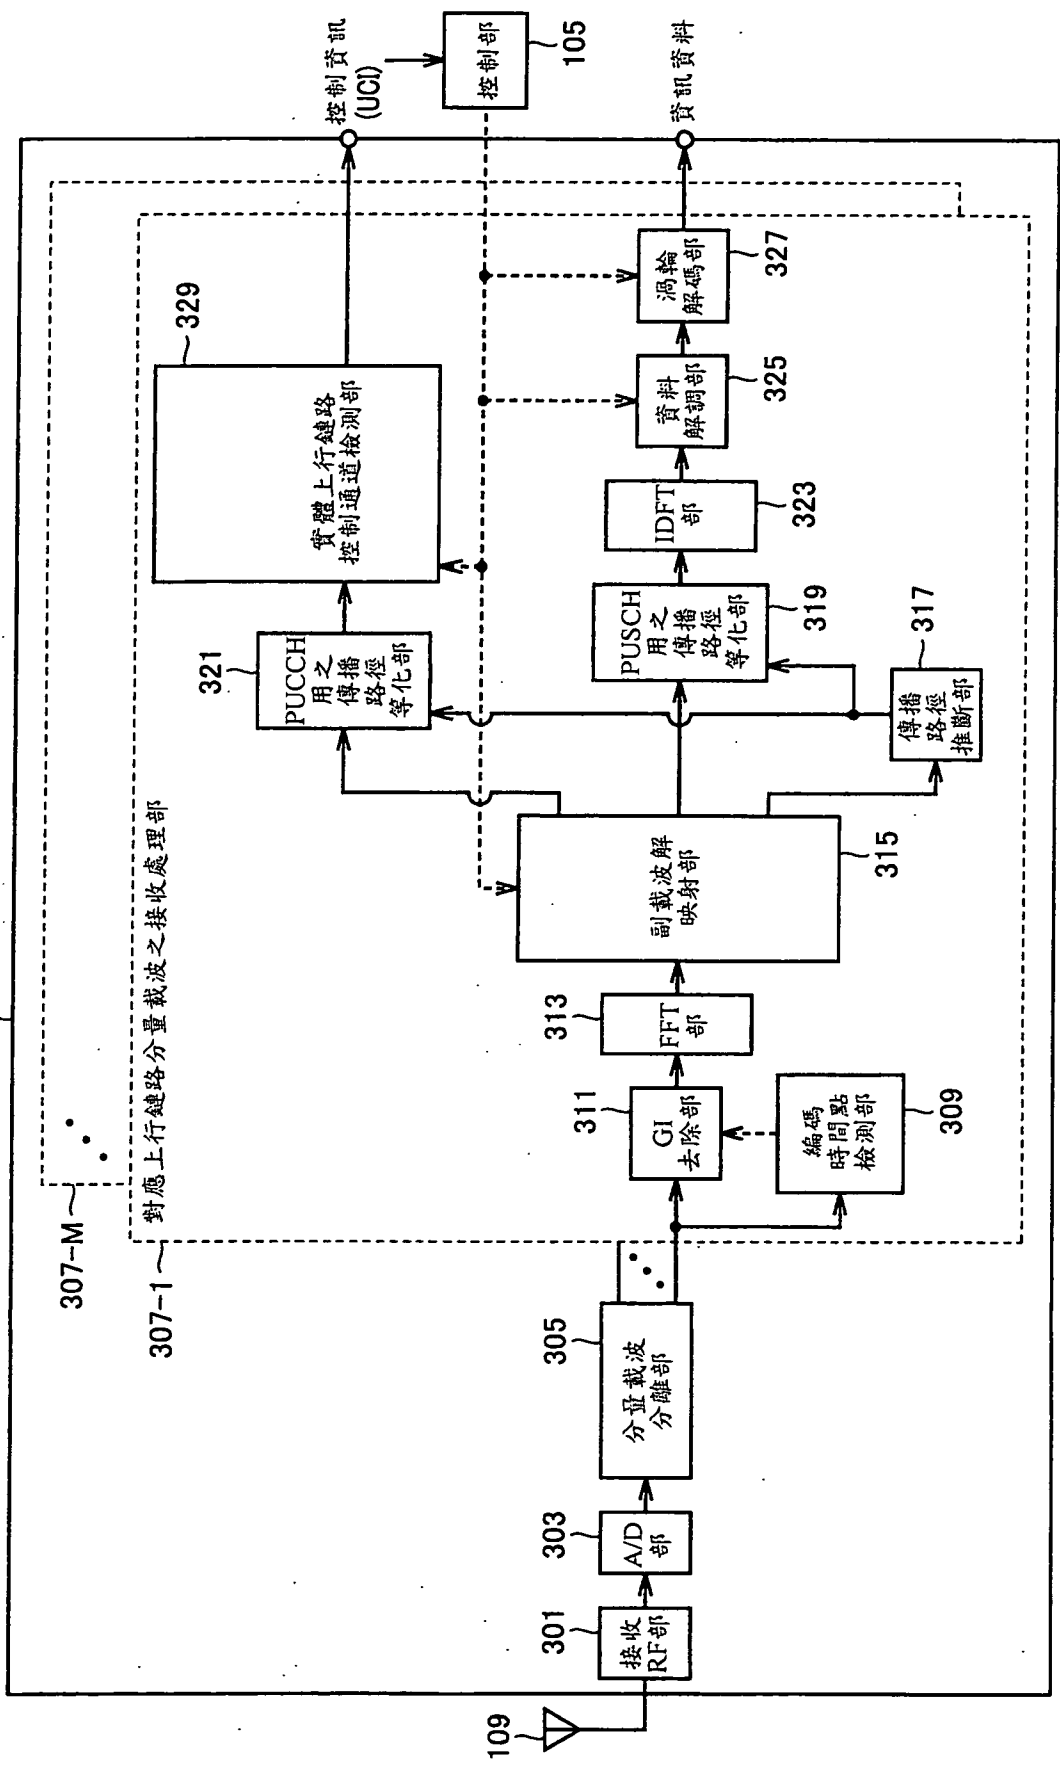 109
301
接收
RF部
303
A/D
部
305
分量載波
分離部
307-1
307-M
對應上行鏈路分量載波之接收處理部
309
編碼
時間點
檢測部
311
GI
去除部
313
FFT
部
315
副載波解
映射部
317
傳播
路徑
推斷部
319
PUSCH
用之
傳播
路徑
等化部
321
PUCCH
用之
傳播
路徑
等化部
323
IDFT
部
325
資料
解調部
327
渦輪
解碼部
329
實體上行鏈路
控制通道檢測部
控制資訊
(UCI)
控制部
105
資訊資料